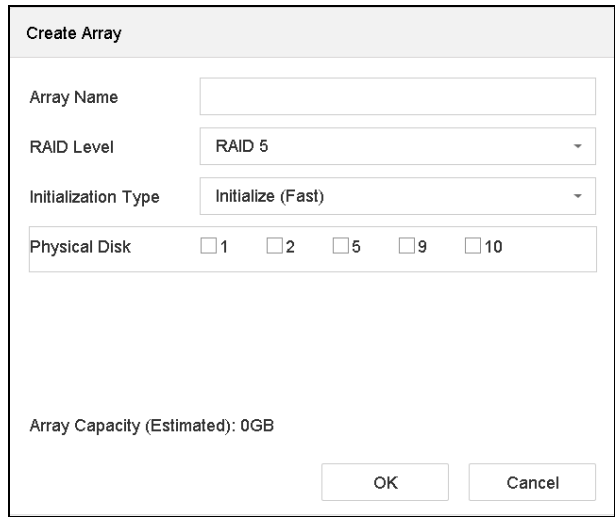 Create Array
Array Name
RAID Level RAID 5
Initialization Type Initialize (Fast)
Physical Disk 1 2 5 9 10
Array Capacity (Estimated): 0GB
OK Cancel